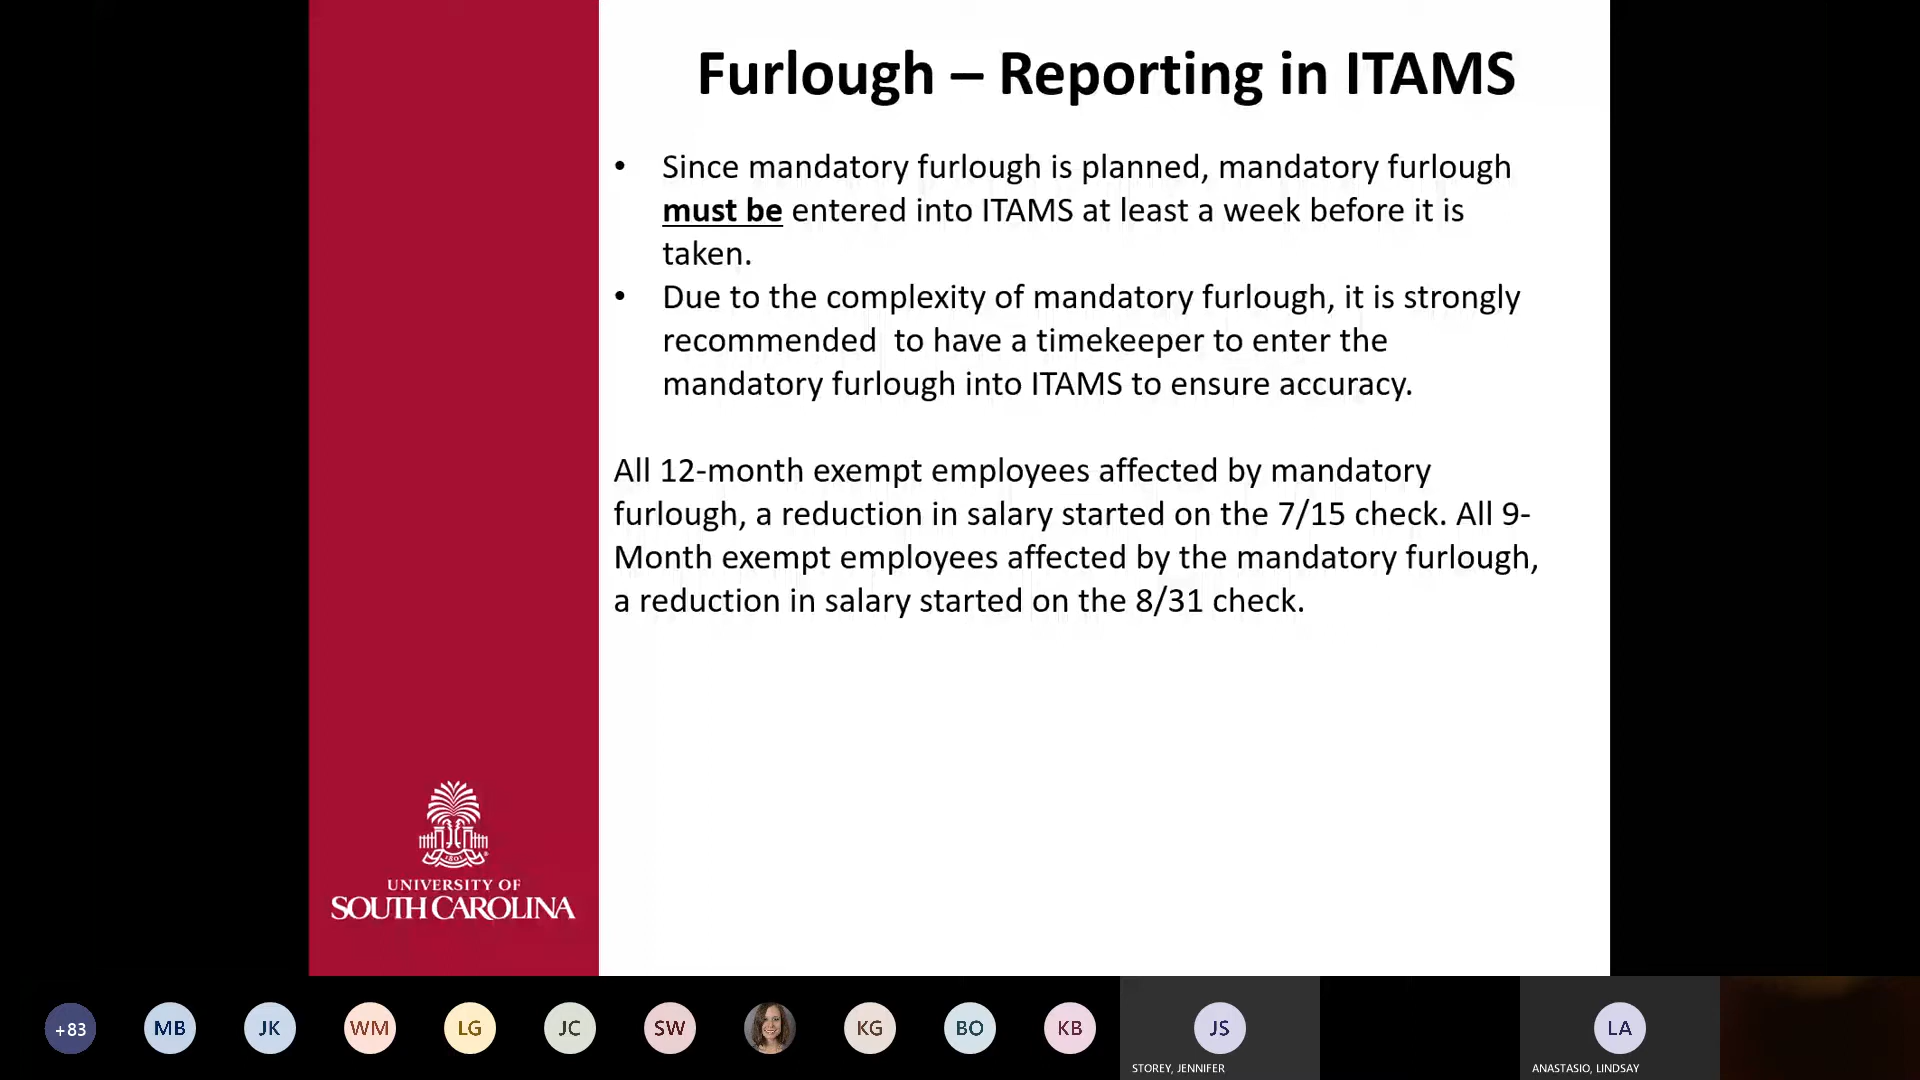 Furlough – Reporting in ITAMS
• Since mandatory furlough is planned, mandatory furlough
must be entered into ITAMS at least a week before it is
taken.
• Due to the complexity of mandatory furlough, it is strongly
recommended  to have a timekeeper to enter the
mandatory furlough into ITAMS to ensure accuracy.
All 12-month exempt employees affected by mandatory
furlough, a reduction in salary started on the 7/15 check. All 9-
Month exempt employees affected by the mandatory furlough,
a reduction in salary started on the 8/31 check.
1801
UNIVERSITY OF
SOUTH CAROLINA
+83 MB JK WM LG JC SW KG BO KB JS LA
STOREY, JENNIFER ANASTASIO, LINDSAY